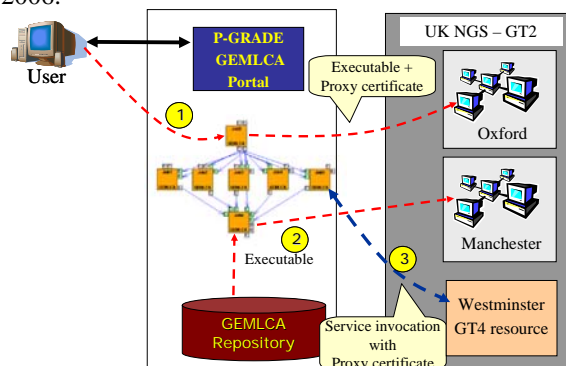 2008.
User
P-GRADE
GEMLCA
Portal
UK NGS – GT2
Executable +
Proxy certificate
Oxford
1
2
Executable
Manchester
3
GEMLCA
Repository
Service invocation
with
Proxy certificate
Westminster
GT4 resource